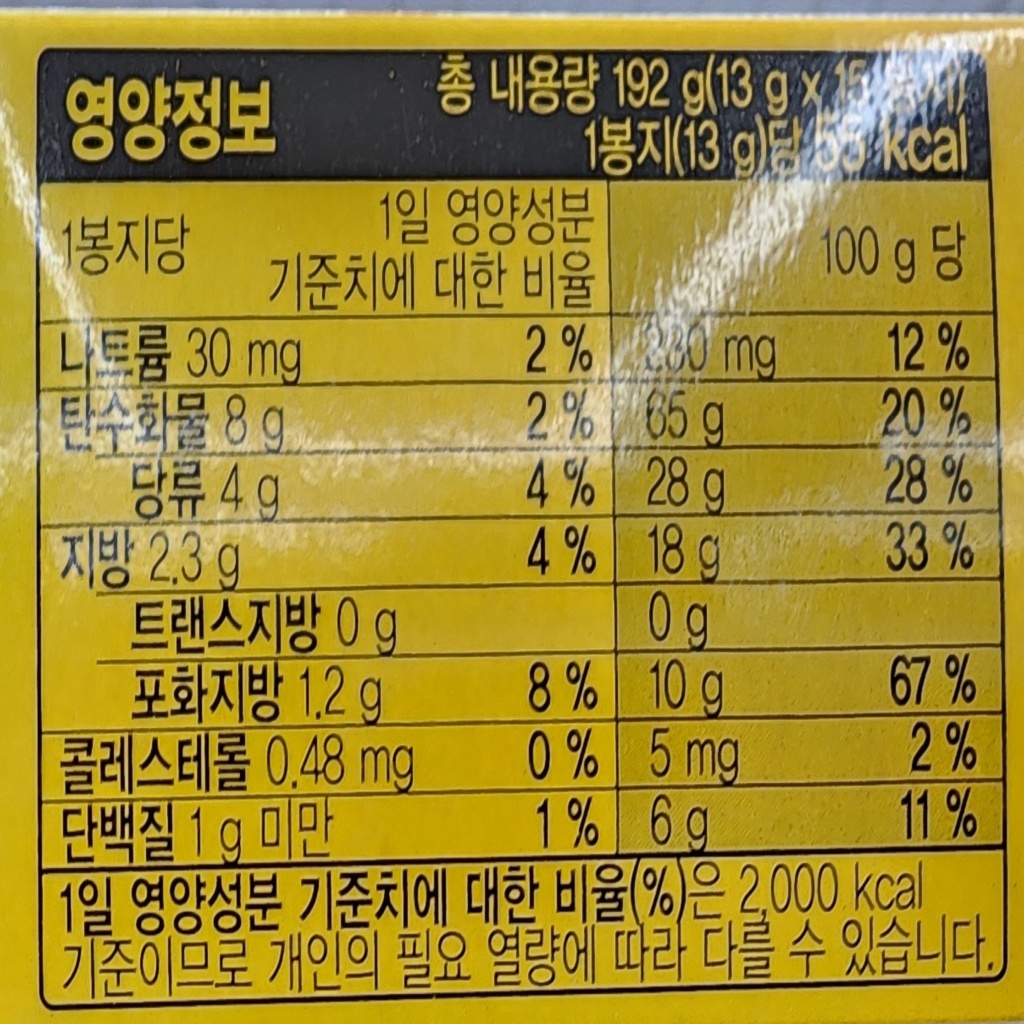 영양정보
총 내용량 192 g(13 g x 15
1봉지(13 g)당 55 kcal
1봉지당 1일 영양성분 기준치에 대한 비율 100 g 당
나트륨 30 mg 2 % mg 12 %
탄수화물 8 g 2 % 65 g 20 %
당류 4 g 4 % 28 g 28 %
지방 2.3 g 4 % 18 g 33 %
트랜스지방 0 g 0 g
포화지방 1.2 g 8 % 10 g 67 %
콜레스테롤 0.48 mg 0 % 5 mg 2 %
단백질 1 g 미만 1 % 6 g 11 %
1일 영양성분 기준치에 대한 비율(%)은 2,000 kcal
기준이므로 개인의 필요 열량에 따라 다를 수 있습니다.